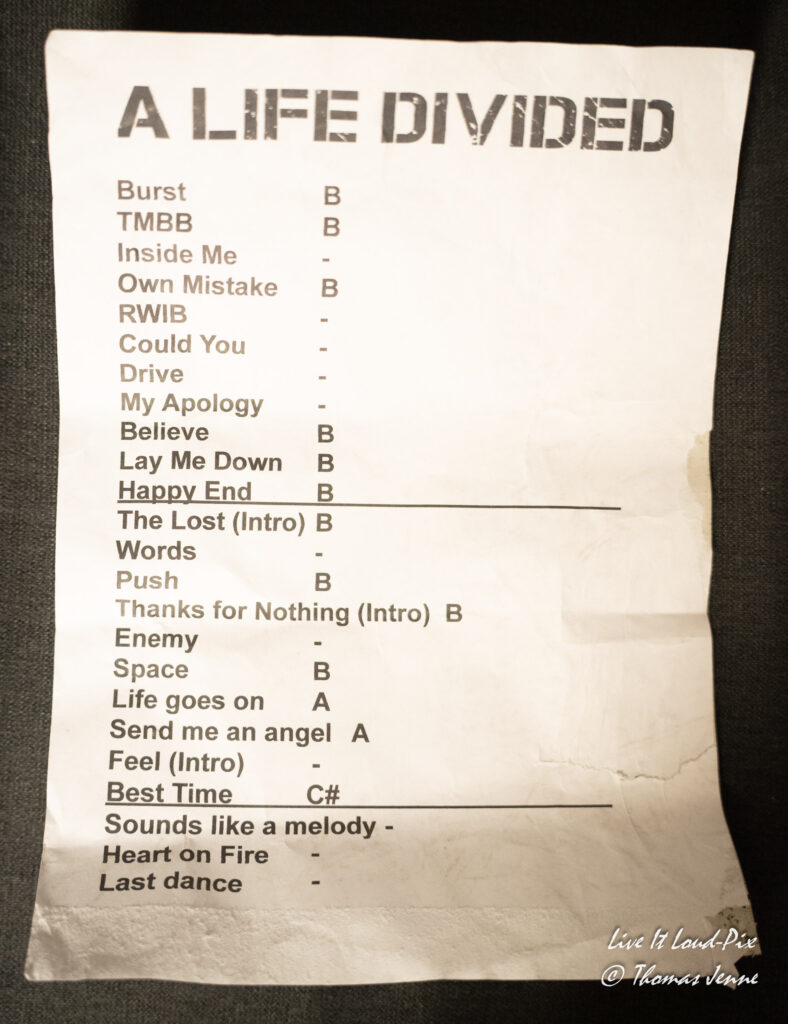 A LIFE DIVIDED
Burst B
TMBB B
Inside Me -
Own Mistake B
RWIB -
Could You -
Drive -
My Apology -
Believe B
Lay Me Down B
Happy End B
The Lost (Intro) B
Words -
Push B
Thanks for Nothing (Intro) B
Enemy -
Space B
Life goes on A
Send me an angel A
Feel (Intro) -
Best Time C#
Sounds like a melody -
Heart on Fire -
Last dance -
Live It Loud-Pix
© Thomas Jenne